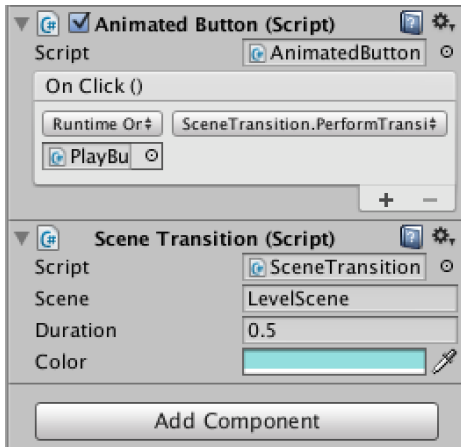 Animated Button (Script)
Script AnimatedButton
On Click ()
Runtime Or SceneTransition.PerformTransi
PlayBu
+ −
Scene Transition (Script)
Script SceneTransition
Scene LevelScene
Duration 0.5
Color
Add Component